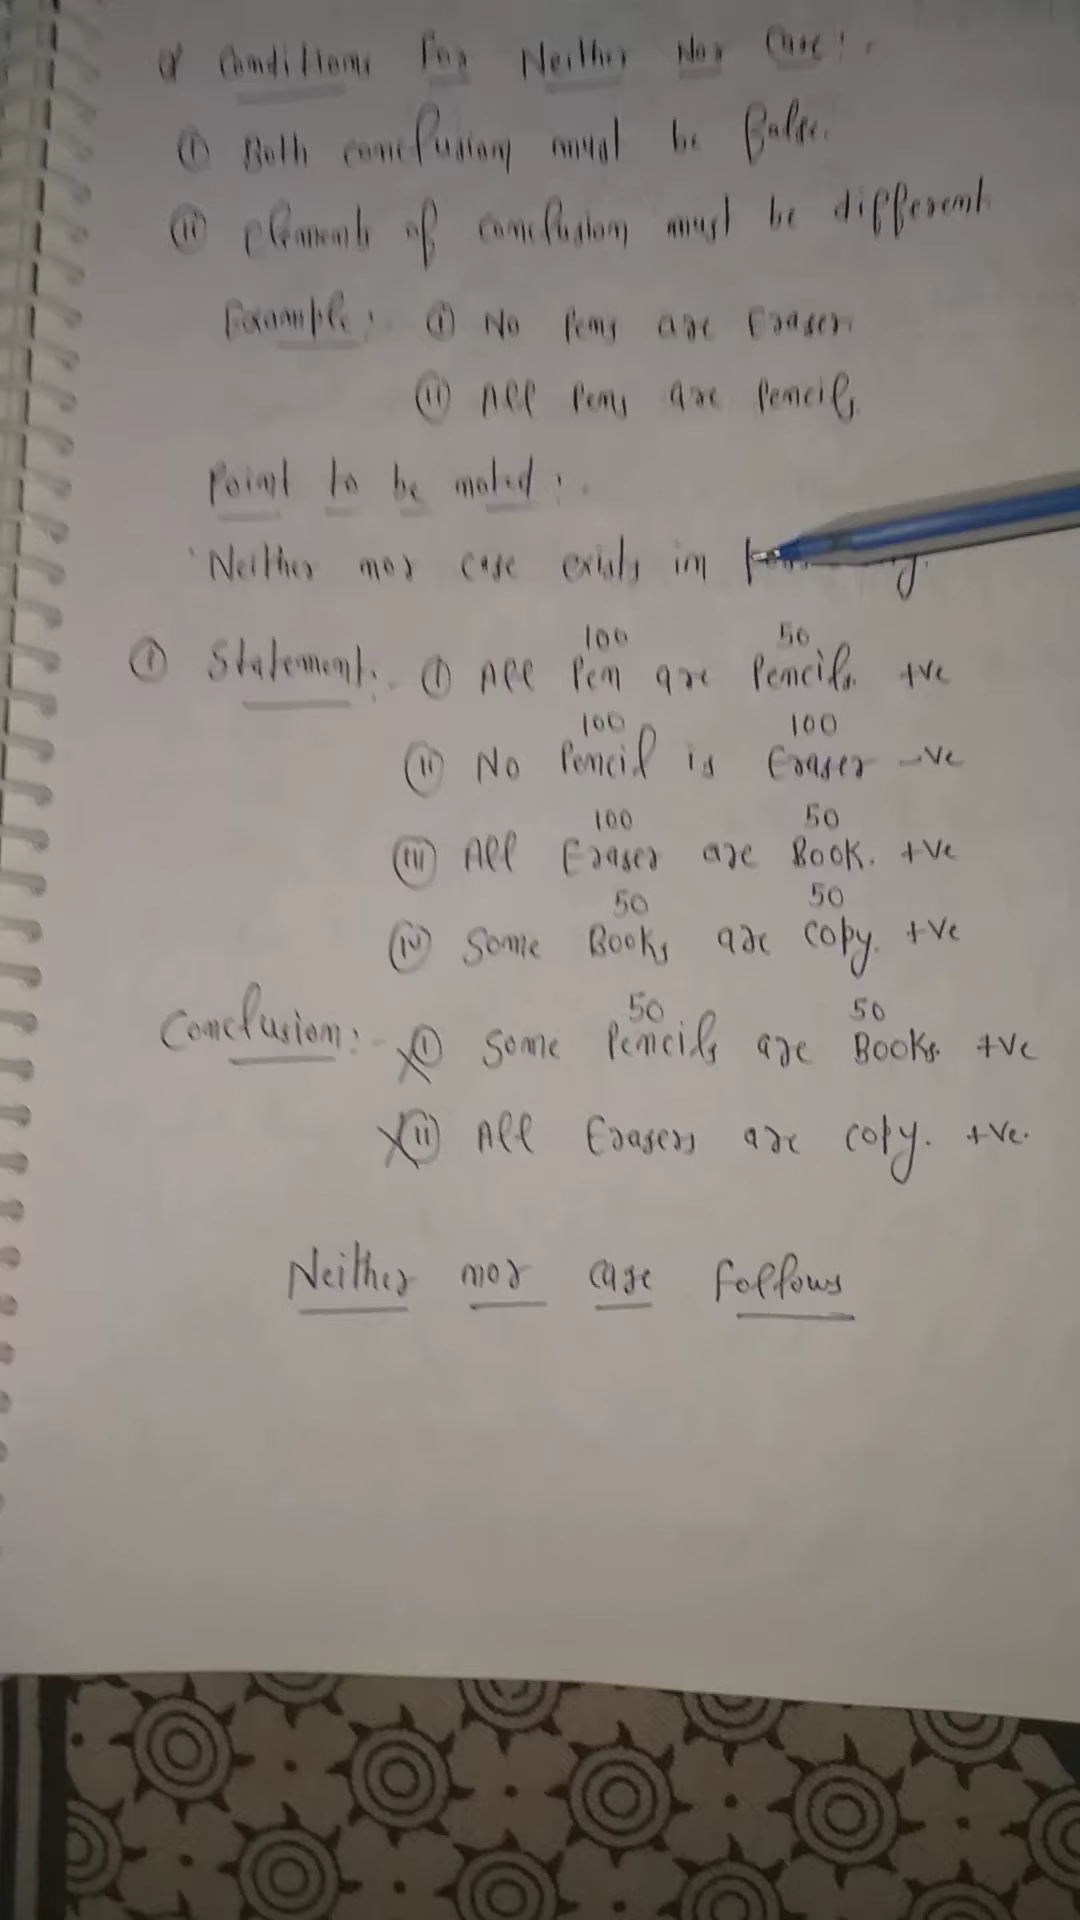 # Conditions For Neither Nor Case:.
(i) Both conclusion must be false.
(ii) elements of conclusion must be different.
Example: (i) No Pens are Eraser.
(ii) All Pens are Pencils.
Point to be noted:.
Neither nor case exists in
100 50
(1) Statement:. (i) All Pen are Pencils. +ve
100 100
(ii) No Pencil is Eraser -ve
100 50
(iii) All Eraser are Book. +ve
50 50
(iv) Some Books are copy. +ve
50 50
Conclusion:- (i) Some Pencils are Books. +ve
(ii) All Erasers are copy. +ve.
Neither nor case follows